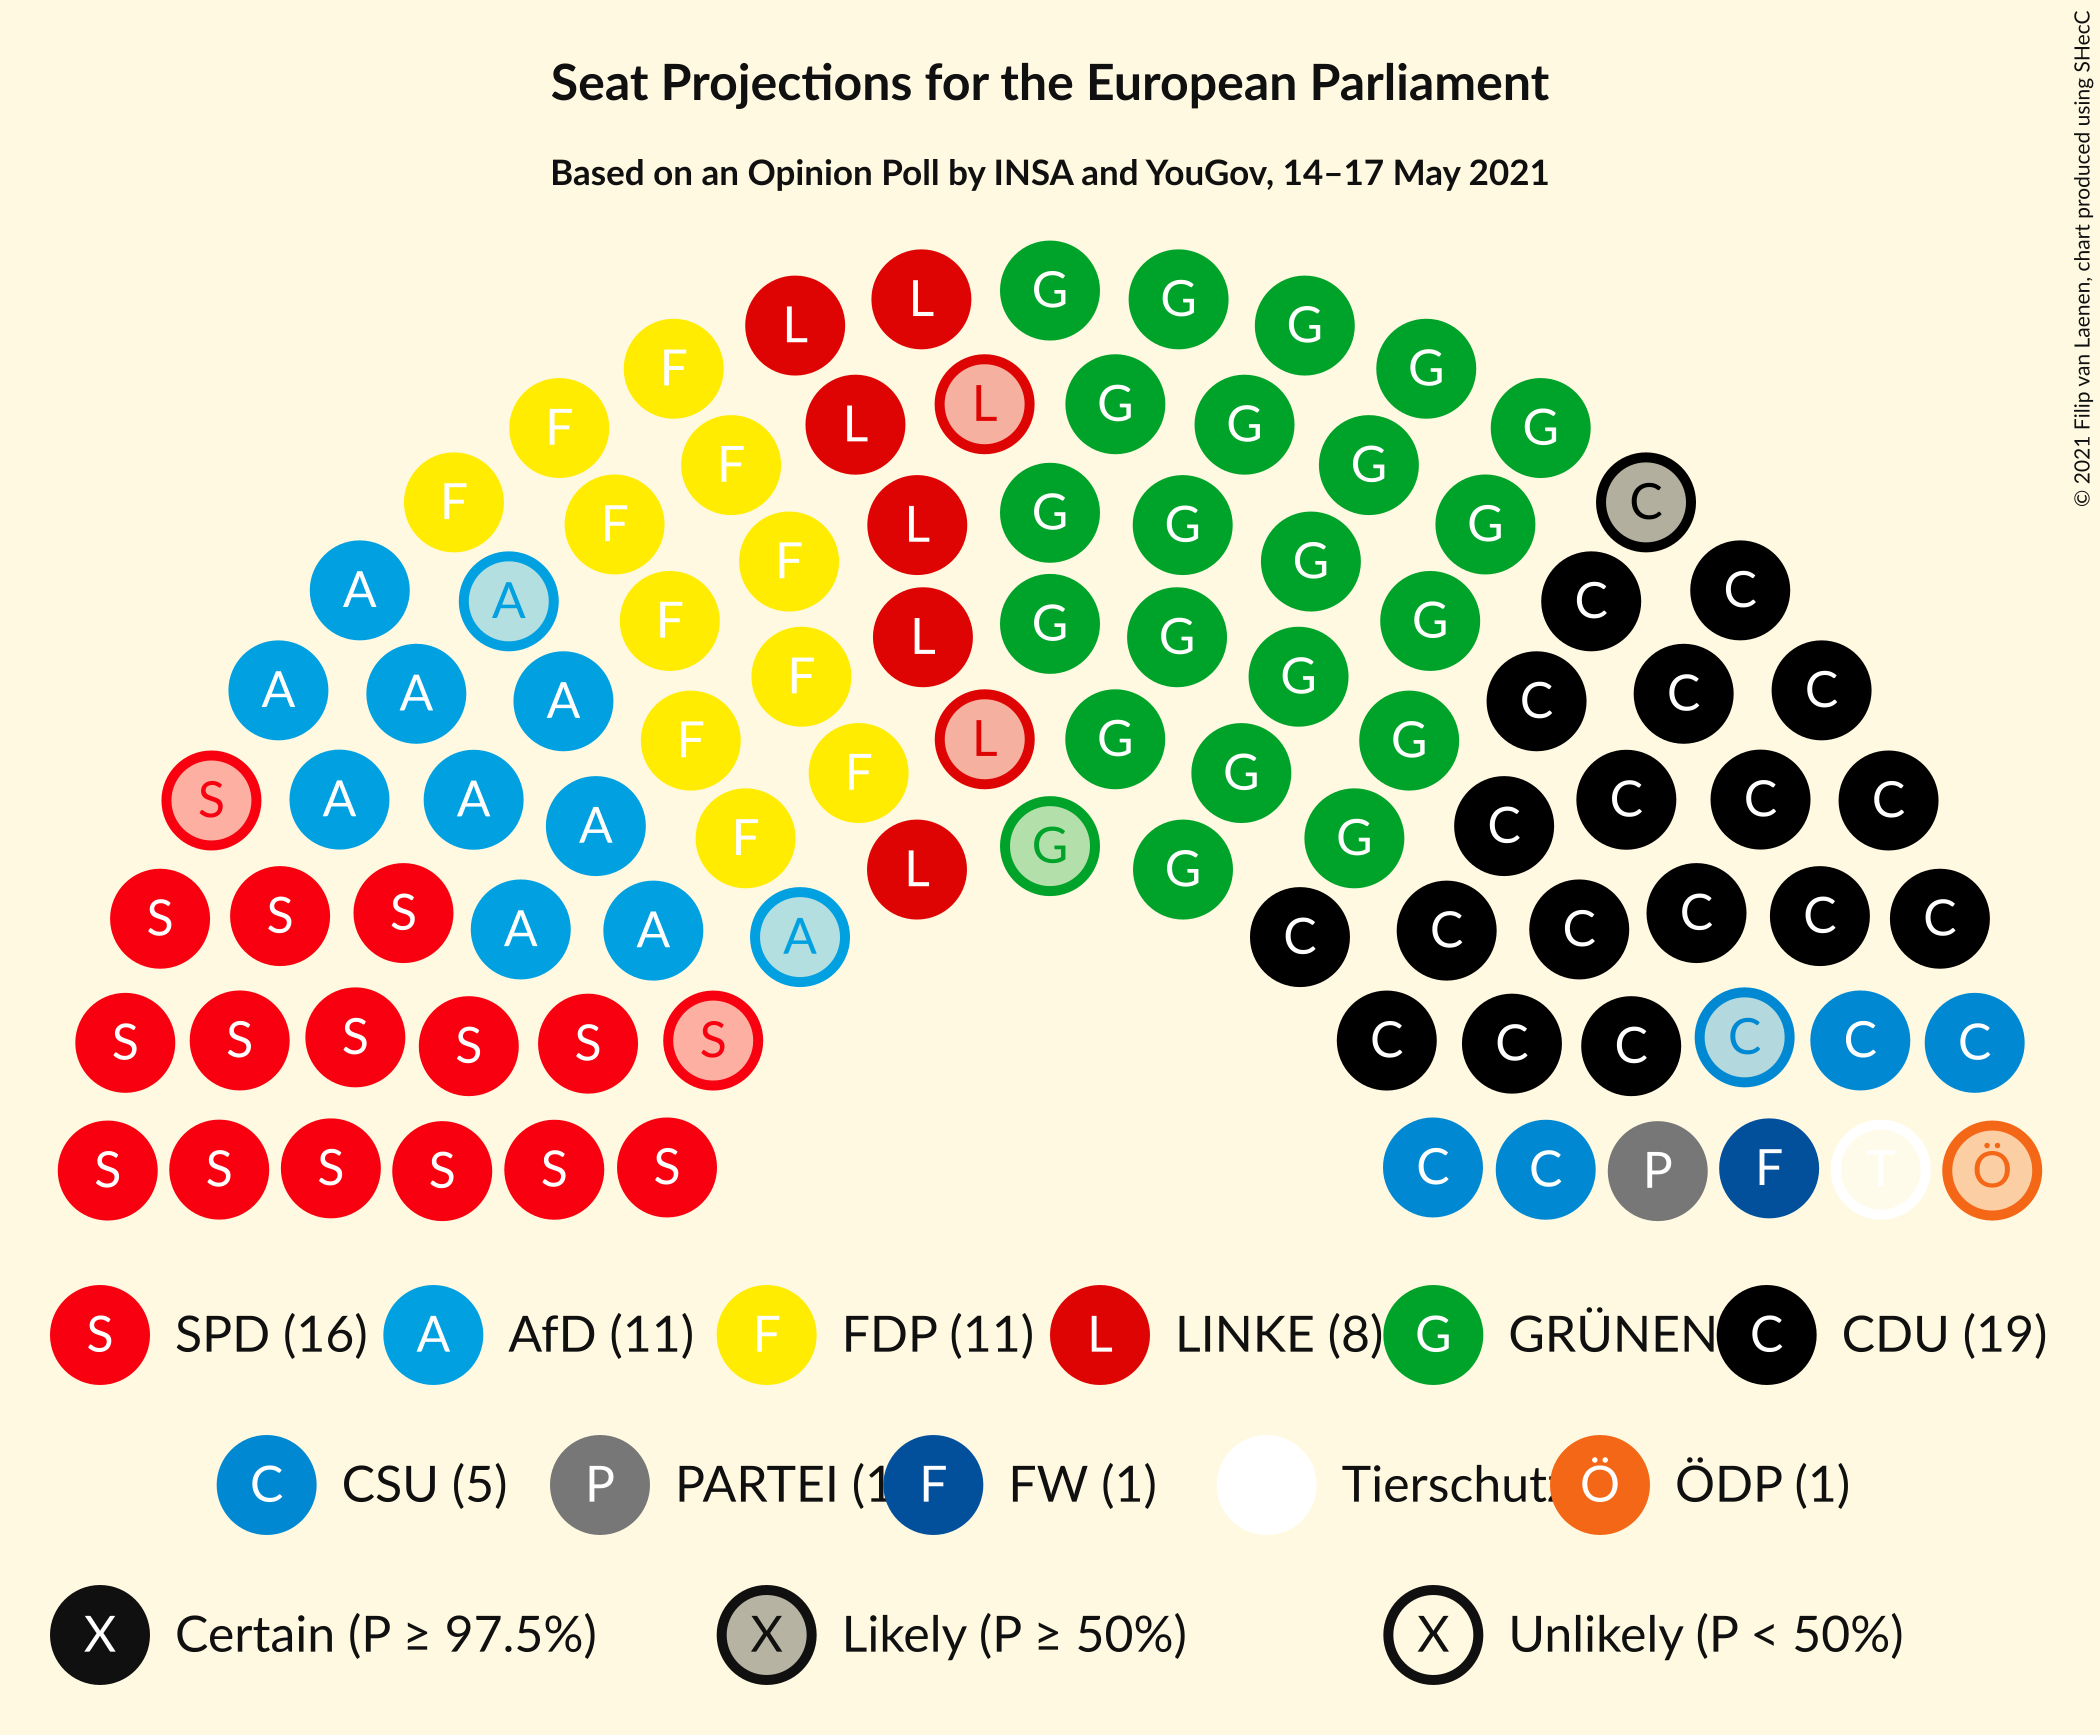 Seat Projections for the European Parliament
Based on an Opinion Poll by INSA and YouGov, 14–17 May 2021
© 2021 Filip van Laenen, chart produced using SHecC
L L G G G
F L L G G G G
F F L G G G G C
F F F L G G G G C C
A A F F L G G G G C C C
A A A F F L G G G C C C C
S A A A F L G G G C C C C C
S S S A A A C C C C C C
S S S S S S C C C C C C
S S S S S S C C P F T Ö
S SPD (16) A AfD (11) F FDP (11) L LINKE (8) G GRÜNEN C CDU (19)
C CSU (5) P PARTEI (1 F FW (1) Tierschutz Ö ÖDP (1)
X Certain (P ≥ 97.5%) X Likely (P ≥ 50%) X Unlikely (P < 50%)